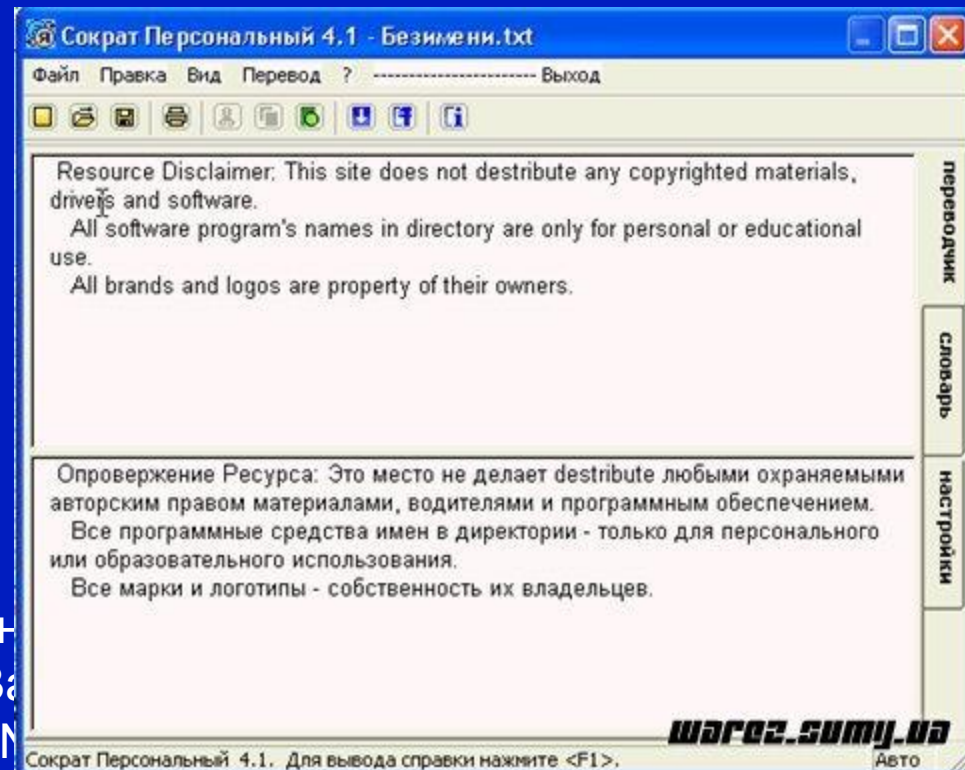 Сократ Персональный 4.1 - Безимени.txt
Файл Правка Вид Перевод ? ----------------------- Выход
Resource Disclaimer: This site does not destribute any copyrighted materials,
drivers and software.
All software program's names in directory are only for personal or educational
use.
All brands and logos are property of their owners.
переводчик
словарь
настройки
Опровержение Ресурса: Это место не делает destribute любыми охраняемыми
авторским правом материалами, водителями и программным обеспечением.
Все программные средства имен в директории - только для персонального
или образовательного использования.
Все марки и логотипы - собственность их владельцев.
warez.sumy.ua
Сократ Персональный 4.1. Для вывода справки нажмите <F1>.
Авто